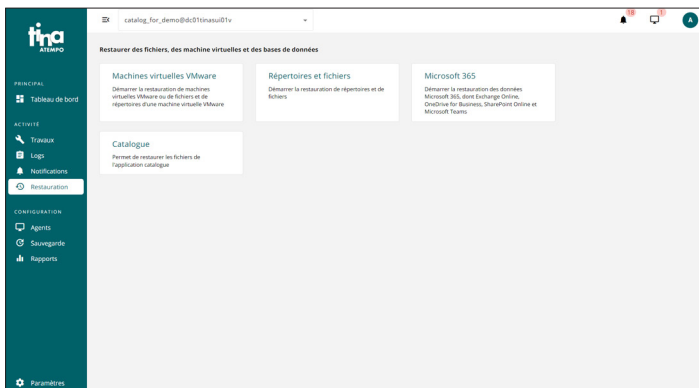 tina
ATEMPO
catalog_for_demo@dc01tinasui01v
18
1
A
PRINCIPAL
Tableau de bord
ACTIVITÉ
Travaux
Logs
Notifications
Restauration
CONFIGURATION
Agents
Sauvegarde
Rapports
Paramètres
Restaurer des fichiers, des machine virtuelles et des bases de données
Machines virtuelles VMware
Démarrer la restauration de machines
virtuelles VMware ou de fichiers et de
répertoires d'une machine virtuelle VMware
Répertoires et fichiers
Démarrer la restauration de répertoires et de
fichiers
Microsoft 365
Démarrer la restauration des données
Microsoft 365, dont Exchange Online,
OneDrive for Business, SharePoint Online et
Microsoft Teams
Catalogue
Permet de restaurer les fichiers de
l'application catalogue